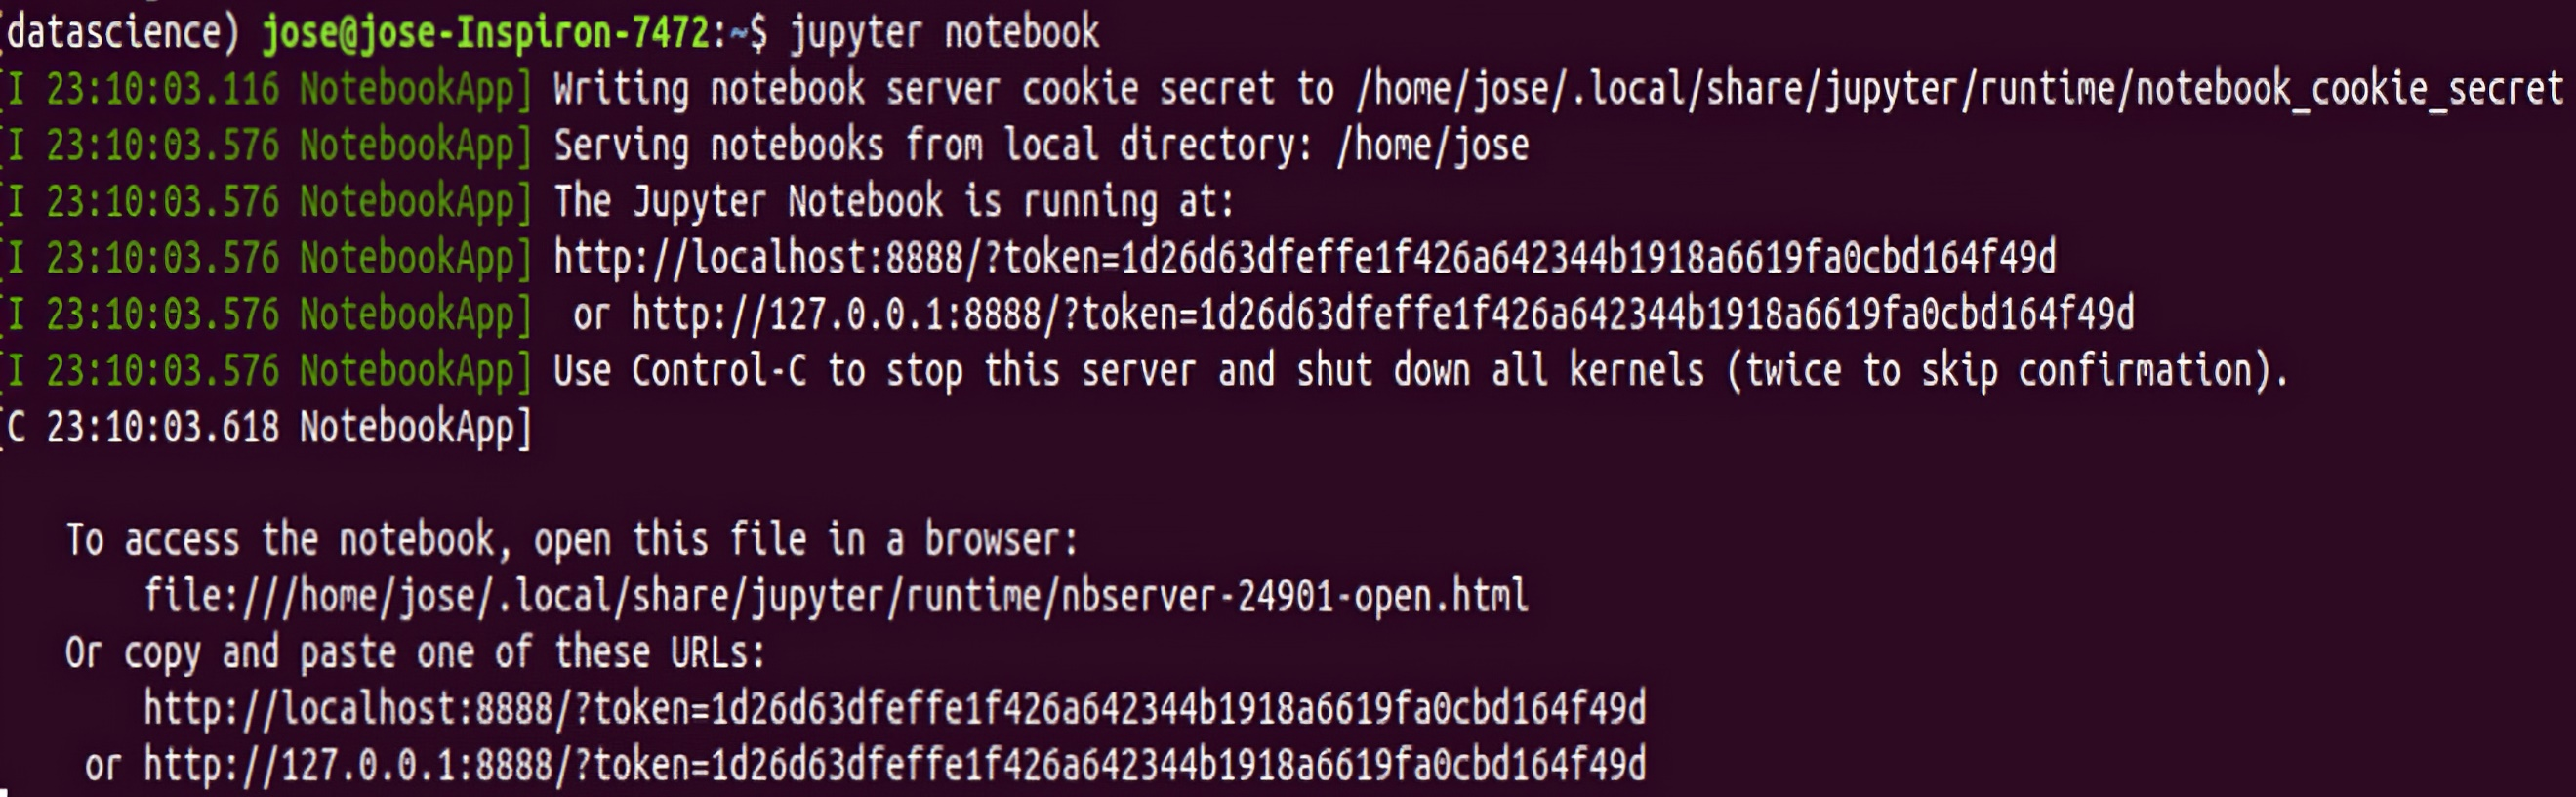 (datascience) jose@jose-Inspiron-7472:~$ jupyter notebook
[I 23:10:03.116 NotebookApp] Writing notebook server cookie secret to /home/jose/.local/share/jupyter/runtime/notebook_cookie_secret
[I 23:10:03.576 NotebookApp] Serving notebooks from local directory: /home/jose
[I 23:10:03.576 NotebookApp] The Jupyter Notebook is running at:
[I 23:10:03.576 NotebookApp] http://localhost:8888/?token=1d26d63dfeffe1f426a642344b1918a6619fa0cbd164f49d
[I 23:10:03.576 NotebookApp]  or http://127.0.0.1:8888/?token=1d26d63dfeffe1f426a642344b1918a6619fa0cbd164f49d
[I 23:10:03.576 NotebookApp] Use Control-C to stop this server and shut down all kernels (twice to skip confirmation).
[C 23:10:03.618 NotebookApp]
To access the notebook, open this file in a browser:
file:///home/jose/.local/share/jupyter/runtime/nbserver-24901-open.html
Or copy and paste one of these URLs:
http://localhost:8888/?token=1d26d63dfeffe1f426a642344b1918a6619fa0cbd164f49d
or http://127.0.0.1:8888/?token=1d26d63dfeffe1f426a642344b1918a6619fa0cbd164f49d